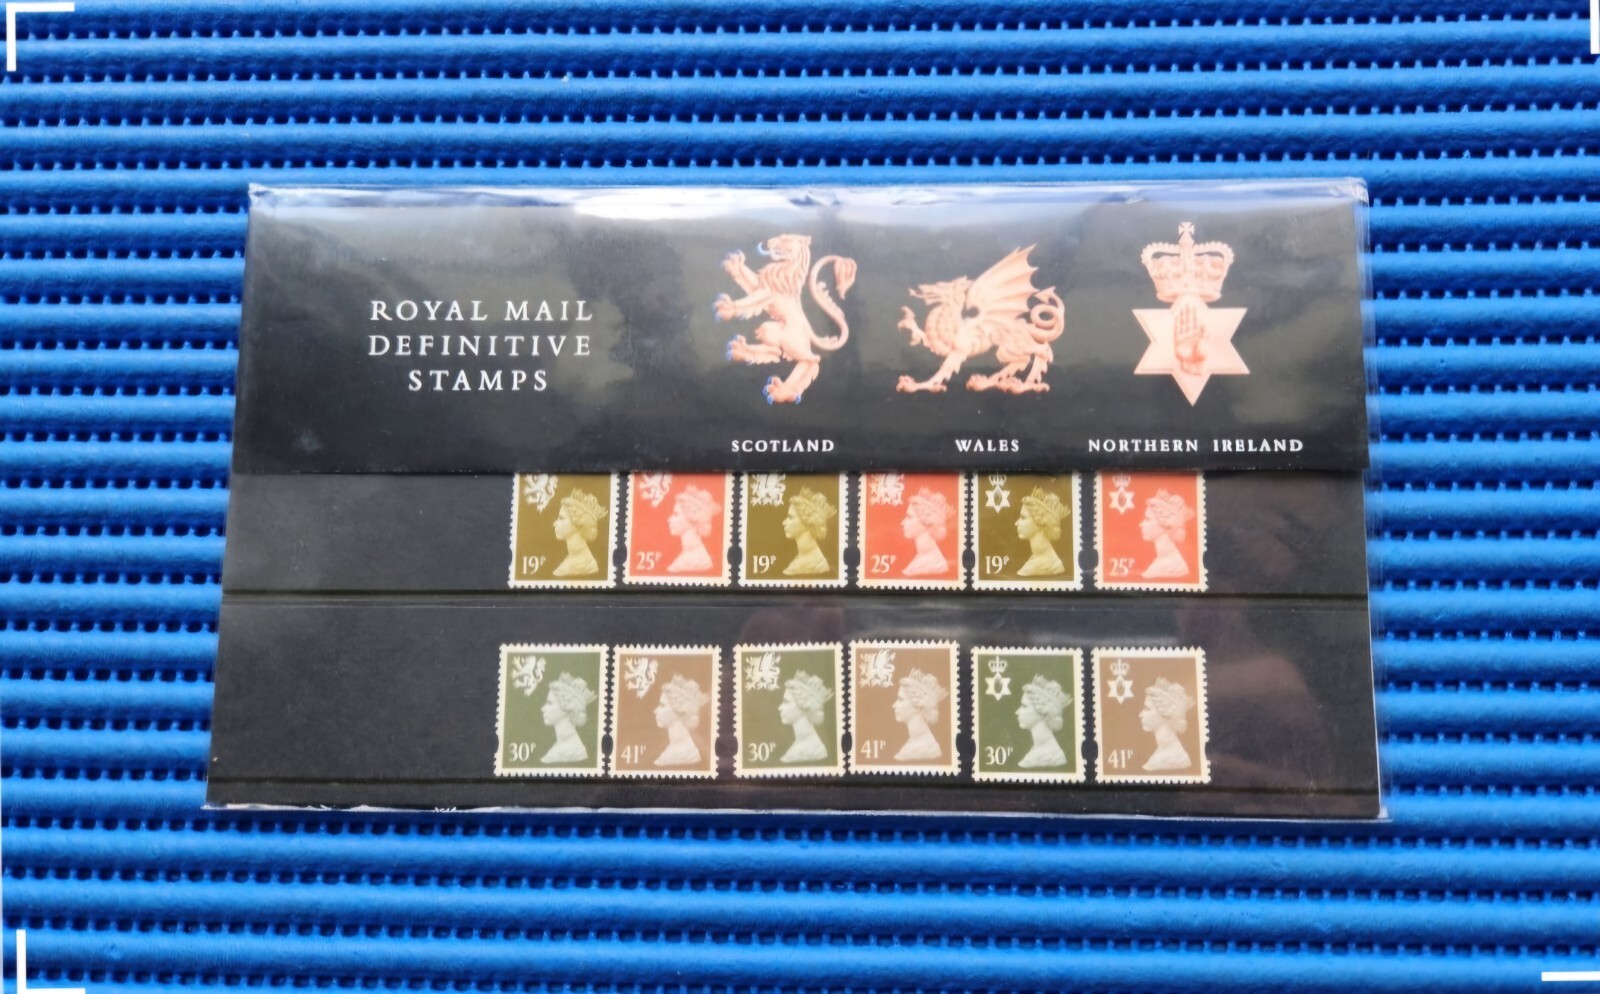 ROYAL MAIL
DEFINITIVE
STAMPS
SCOTLAND WALES NORTHERN IRELAND
19P 25P 19P 25P 19P 25P
30P 41P 30P 41P 30P 41P